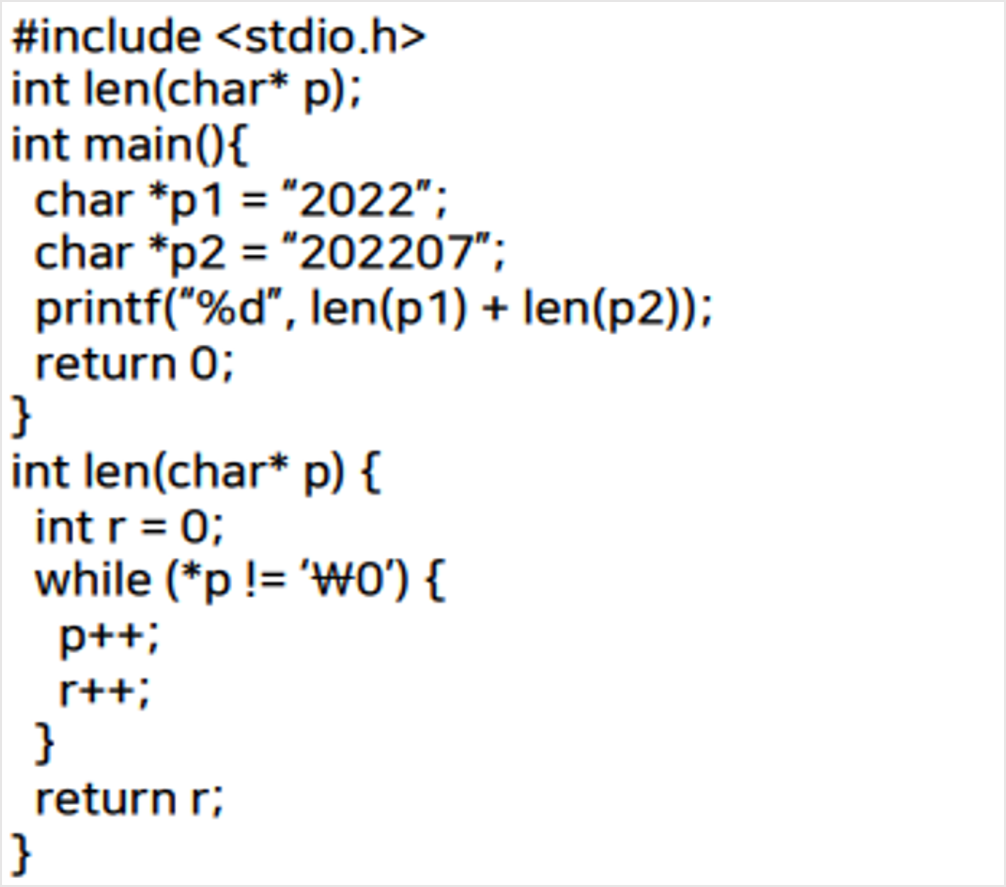 #include <stdio.h>
int len(char* p);
int main(){
  char *p1 = "2022";
  char *p2 = "202207";
  printf("%d", len(p1) + len(p2));
  return 0;
}
int len(char* p) {
  int r = 0;
  while (*p != '₩0') {
    p++;
    r++;
  }
  return r;
}